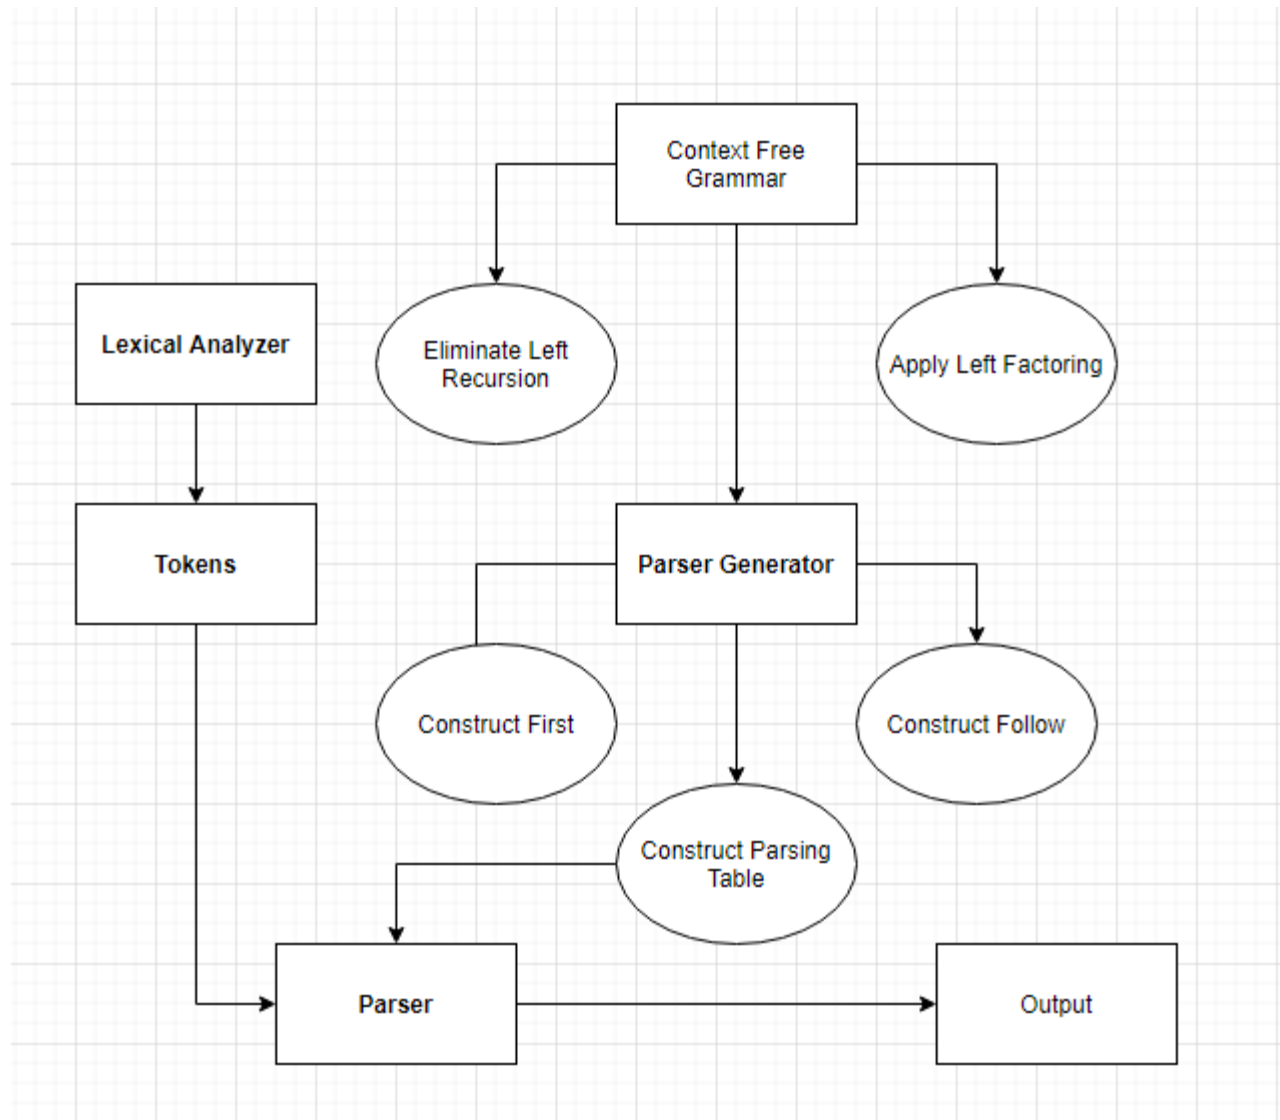 Context Free
Grammar
Lexical Analyzer
Eliminate Left
Recursion
Apply Left Factoring
Tokens
Parser Generator
Construct First
Construct Follow
Construct Parsing
Table
Parser
Output